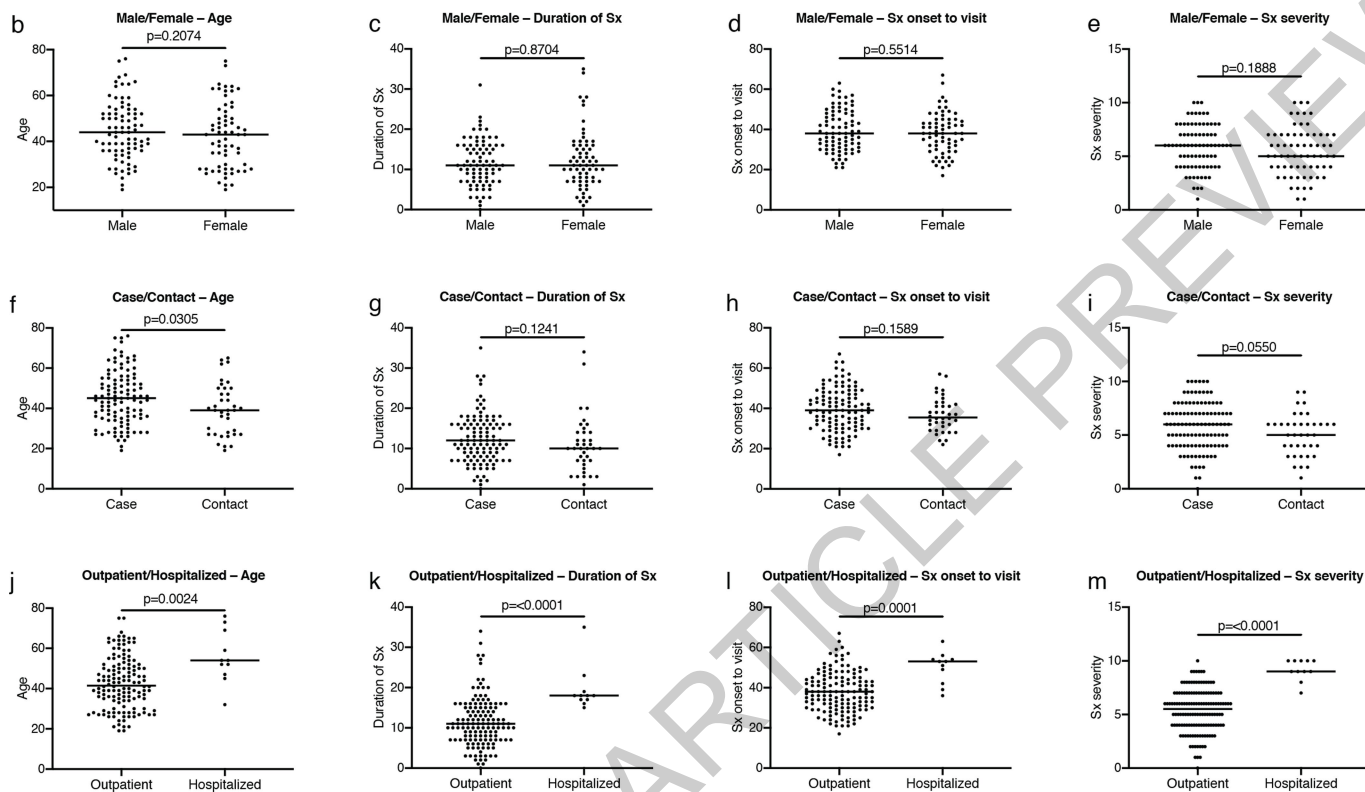 b
Male/Female – Age
p=0.2074
Age
80
60
40
20
Male
Female
c
Male/Female – Duration of Sx
p=0.8704
Duration of Sx
40
30
20
10
0
Male
Female
d
Male/Female – Sx onset to visit
p=0.5514
Sx onset to visit
80
60
40
20
0
Male
Female
e
Male/Female – Sx severity
p=0.1888
Sx severity
15
10
5
0
Male
Female
f
Case/Contact – Age
p=0.0305
Age
80
60
40
20
0
Case
Contact
g
Case/Contact – Duration of Sx
p=0.1241
Duration of Sx
40
30
20
10
0
Case
Contact
h
Case/Contact – Sx onset to visit
p=0.1589
Sx onset to visit
80
60
40
20
0
Case
Contact
i
Case/Contact – Sx severity
p=0.0550
Sx severity
15
10
5
0
Case
Contact
j
Outpatient/Hospitalized – Age
p=0.0024
Age
80
60
40
20
0
Outpatient
Hospitalized
k
Outpatient/Hospitalized – Duration of Sx
p=<0.0001
Duration of Sx
40
30
20
10
0
Outpatient
Hospitalized
l
Outpatient/Hospitalized – Sx onset to visit
p=0.0001
Sx onset to visit
80
60
40
20
0
Outpatient
Hospitalized
m
Outpatient/Hospitalized – Sx severity
p=<0.0001
Sx severity
15
10
5
0
Outpatient
Hospitalized
ARTICLE PREVIEW